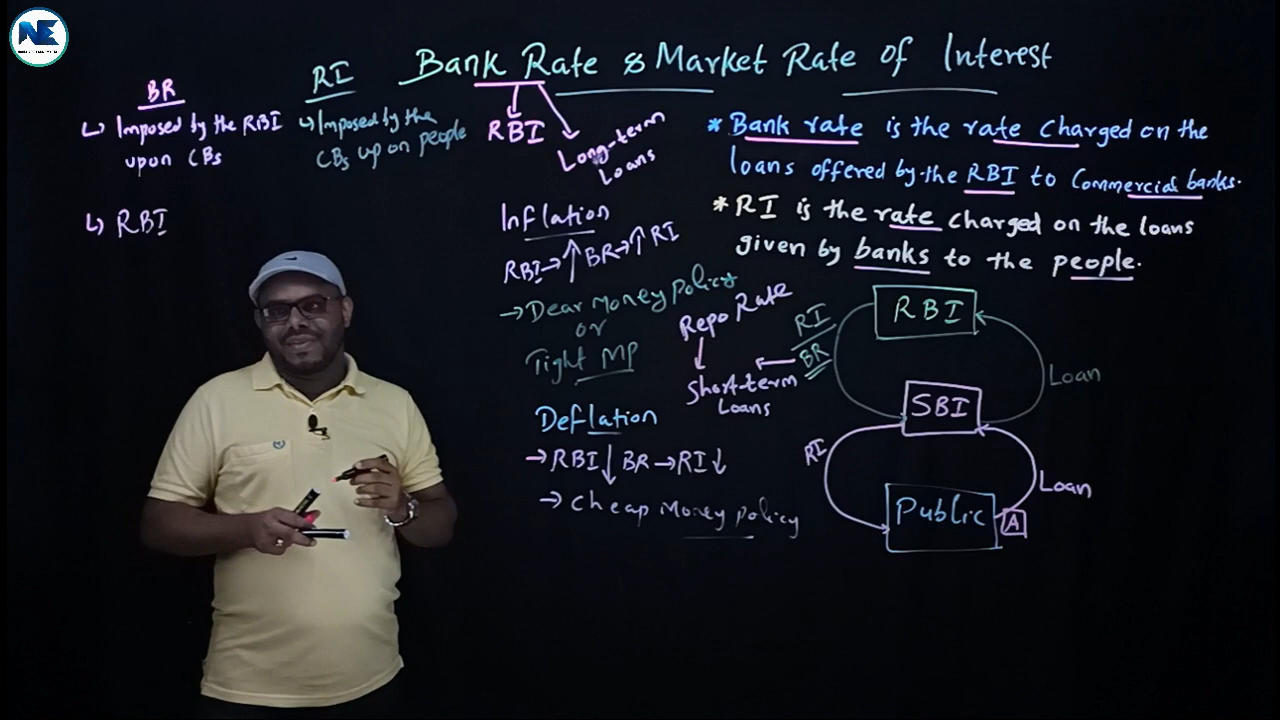 NE
Bank Rate & Market Rate of Interest
BR
↳ Imposed by the RBI
upon CBs
↳ RBI
RI
↳ Imposed by the
CBs upon people
RBI
Long-term
Loans
Inflation
RBI→↑ BR→↑ RI
→ Dear Money Policy
or
Tight MP
Repo Rate
↓
Short-term
Loans
Deflation
→ RBI↓ BR → RI↓
→ Cheap Money policy
* Bank rate is the rate charged on the
loans offered by the RBI to Commercial banks.
* RI is the rate charged on the loans
given by banks to the people.
RBI
RI
BR
Loan
SBI
RI
Loan
Public
A